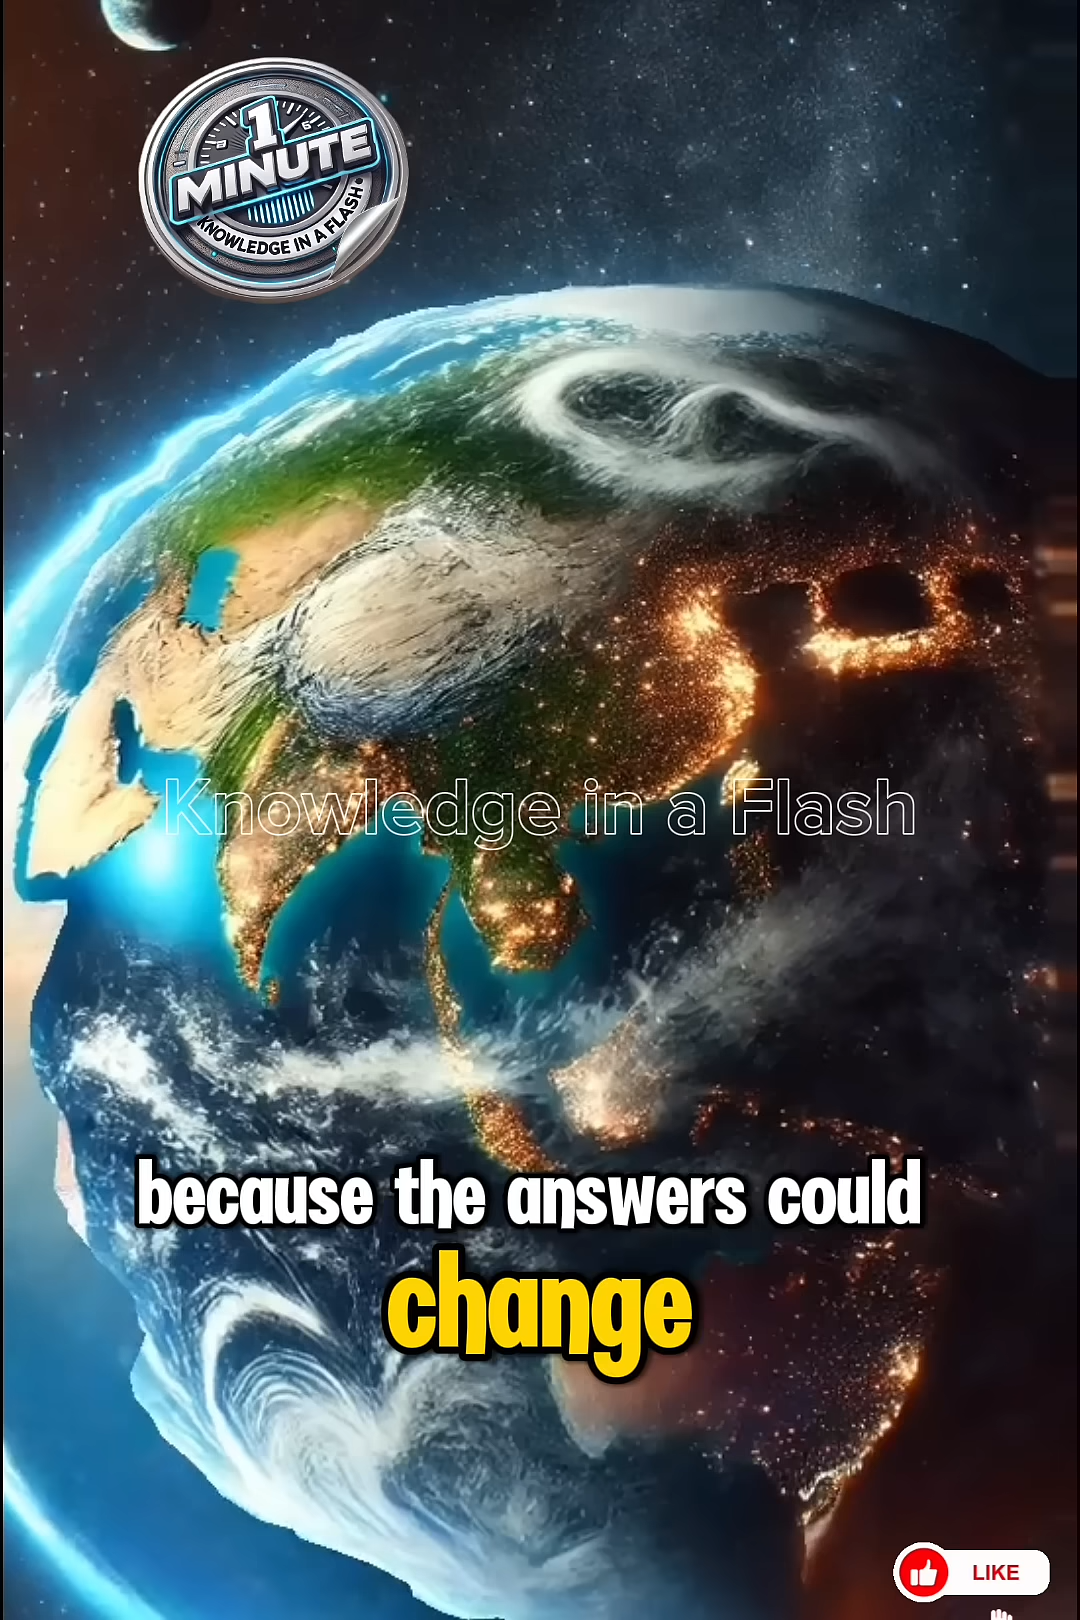 1
MINUTE
KNOWLEDGE IN A FLASH
Knowledge in a Flash
because the answers could
change
LIKE